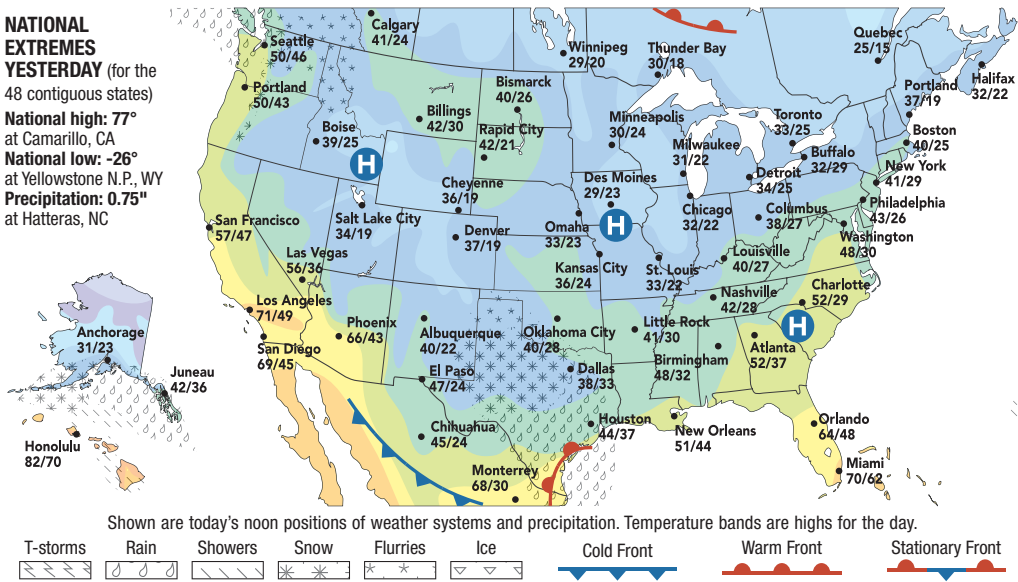 NATIONAL
EXTREMES
YESTERDAY (for the
48 contiguous states)
National high: 77°
at Camarillo, CA
National low: -26°
at Yellowstone N.P., WY
Precipitation: 0.75"
at Hatteras, NC
Calgary
41/24
Seattle
50/46
Portland
50/43
Winnipeg
29/20
Thunder Bay
30/18
Quebec
25/15
Halifax
32/22
Portland
37/19
Bismarck
40/26
Billings
42/30
Rapid City
42/21
Boise
39/25
H
Minneapolis
30/24
Milwaukee
31/22
Toronto
33/25
Boston
40/25
Buffalo
32/29
Detroit
34/25
New York
41/29
Cheyenne
36/19
Des Moines
29/23
Chicago
32/22
Columbus
38/27
Philadelphia
43/26
Washington
48/30
San Francisco
57/47
Salt Lake City
34/19
Denver
37/19
Omaha
33/23
H
Las Vegas
56/36
Kansas City
36/24
St. Louis
33/22
Louisville
40/27
Nashville
42/28
Charlotte
52/29
Los Angeles
71/49
Phoenix
66/43
Albuquerque
40/22
Oklahoma City
40/28
Little Rock
41/30
H
Atlanta
52/37
San Diego
69/45
El Paso
47/24
Dallas
38/33
Birmingham
48/32
Anchorage
31/23
Juneau
42/36
Honolulu
82/70
Chihuahua
45/24
Houston
44/37
New Orleans
51/44
Orlando
64/48
Monterrey
68/30
Miami
70/62
Shown are today's noon positions of weather systems and precipitation. Temperature bands are highs for the day.
T-storms Rain Showers Snow Flurries Ice Cold Front Warm Front Stationary Front